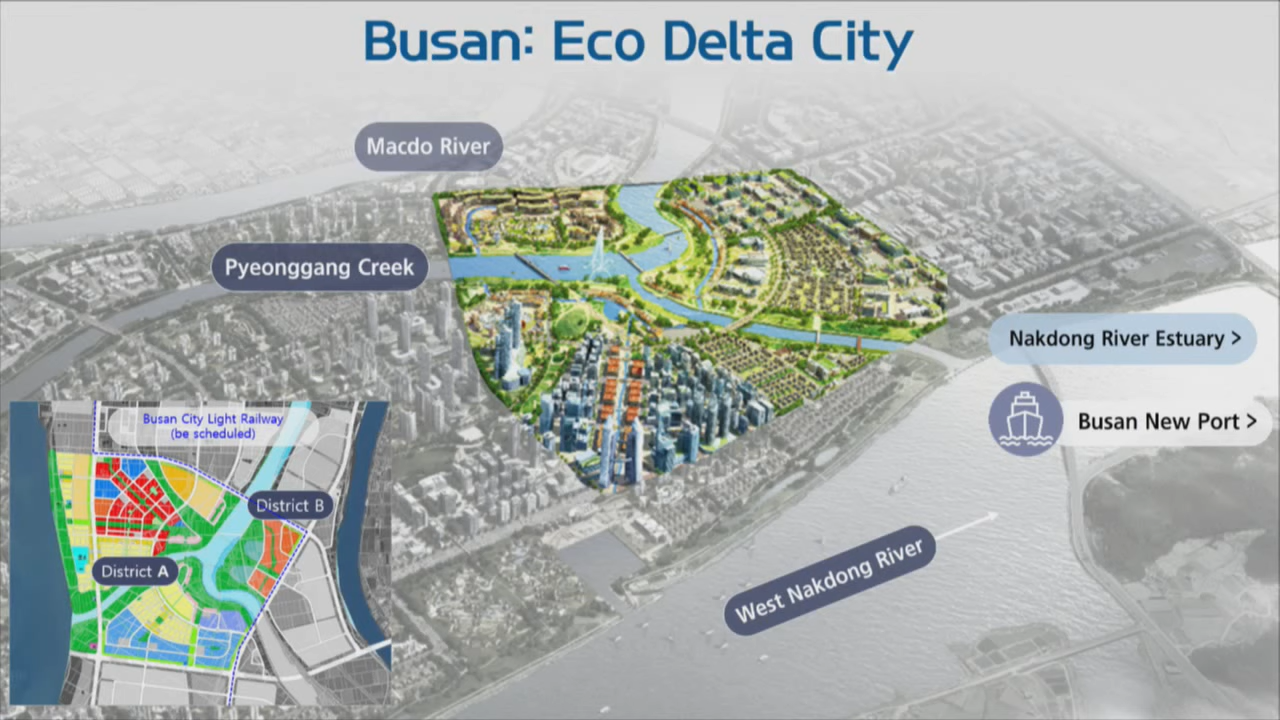 Busan: Eco Delta City
Macdo River
Pyeonggang Creek
Nakdong River Estuary >
Busan New Port >
Busan City Light Railway
(be scheduled)
District B
District A
West Nakdong River